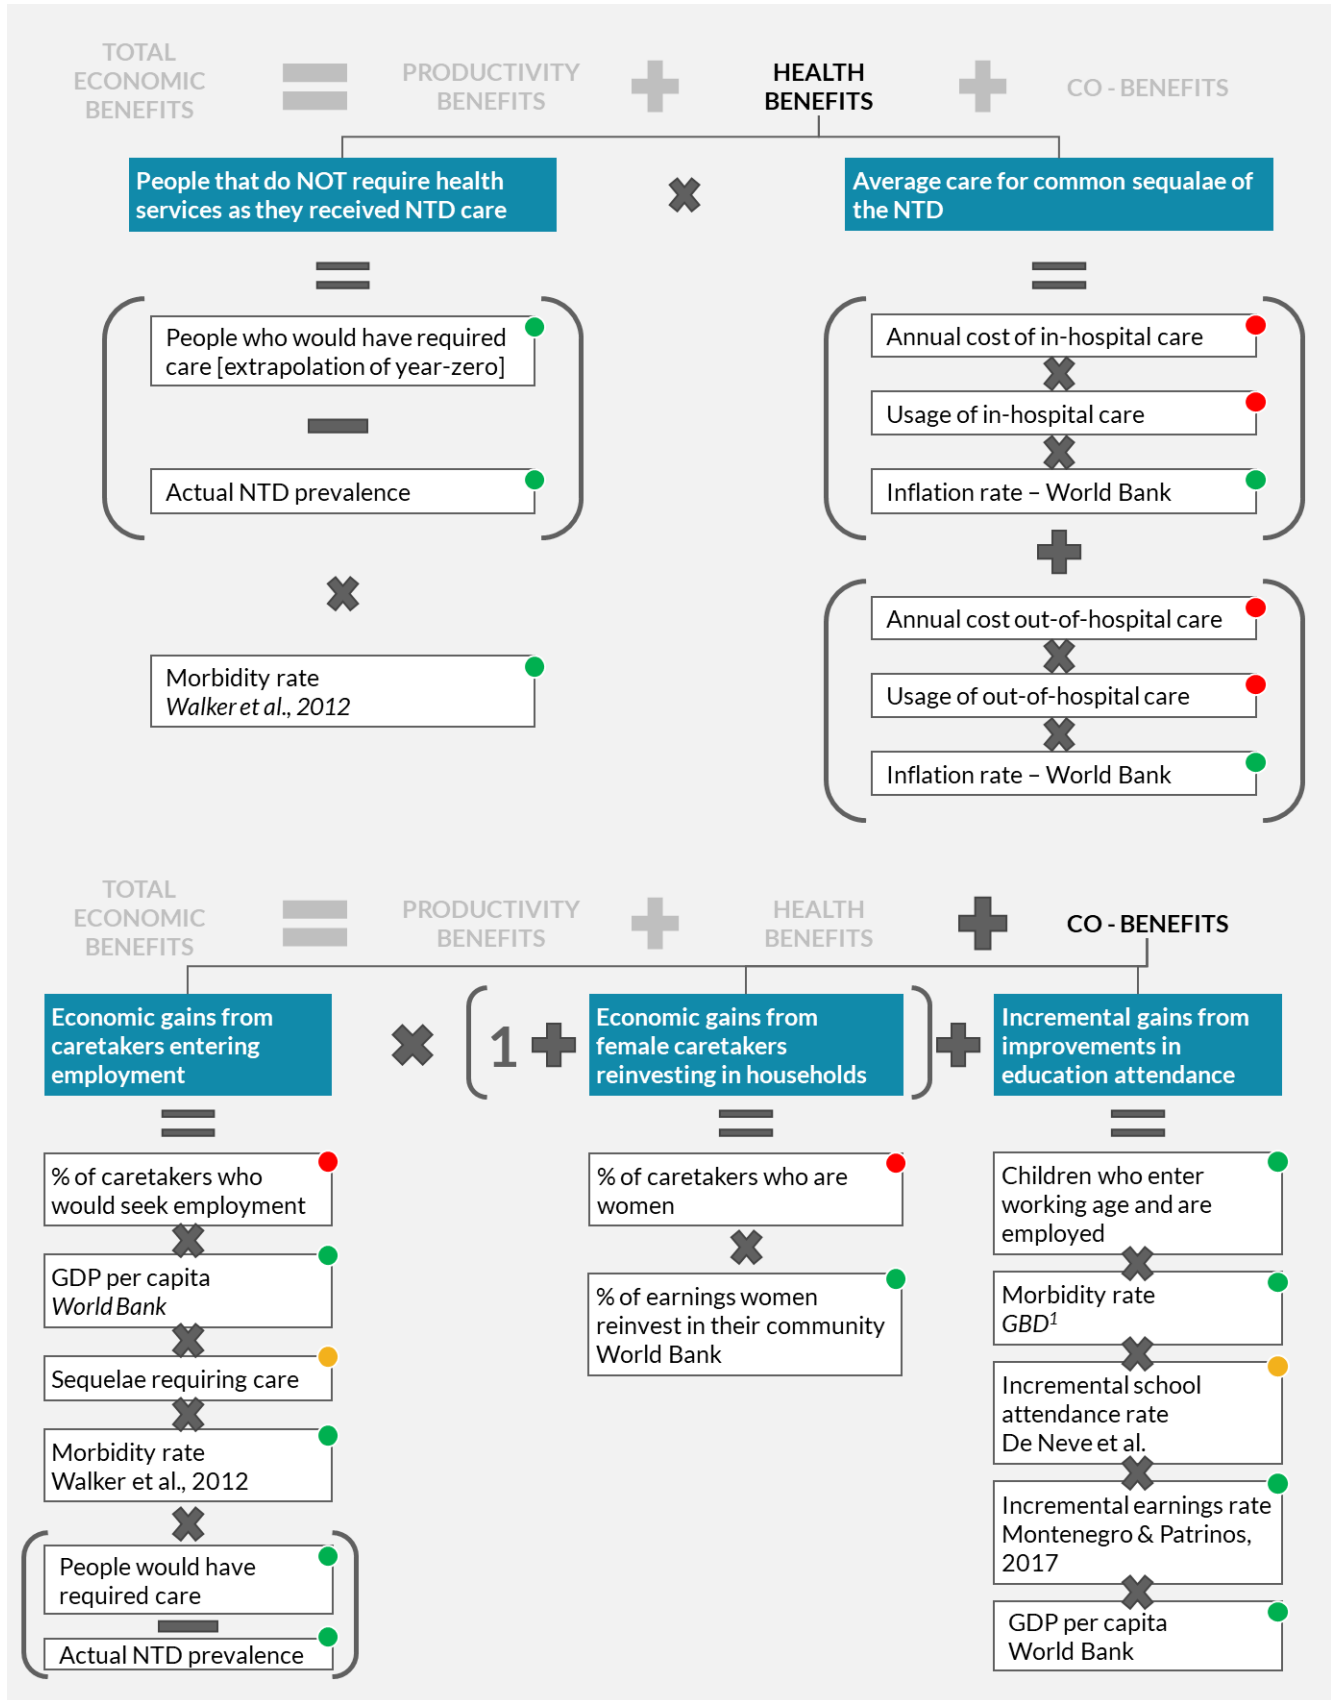 TOTAL
ECONOMIC
BENEFITS
PRODUCTIVITY
BENEFITS
HEALTH
BENEFITS
CO - BENEFITS
People that do NOT require health
services as they received NTD care
Average care for common sequalae of
the NTD
People who would have required
care [extrapolation of year-zero]
Actual NTD prevalence
Morbidity rate
Walker et al., 2012
Annual cost of in-hospital care
Usage of in-hospital care
Inflation rate – World Bank
Annual cost out-of-hospital care
Usage of out-of-hospital care
Inflation rate – World Bank
TOTAL
ECONOMIC
BENEFITS
PRODUCTIVITY
BENEFITS
HEALTH
BENEFITS
CO - BENEFITS
Economic gains from
caretakers entering
employment
1
Economic gains from
female caretakers
reinvesting in households
Incremental gains from
improvements in
education attendance
% of caretakers who
would seek employment
GDP per capita
World Bank
Sequelae requiring care
Morbidity rate
Walker et al., 2012
People would have
required care
Actual NTD prevalence
% of caretakers who are
women
% of earnings women
reinvest in their community
World Bank
Children who enter
working age and are
employed
Morbidity rate
GBD¹
Incremental school
attendance rate
De Neve et al.
Incremental earnings rate
Montenegro & Patrinos,
2017
GDP per capita
World Bank